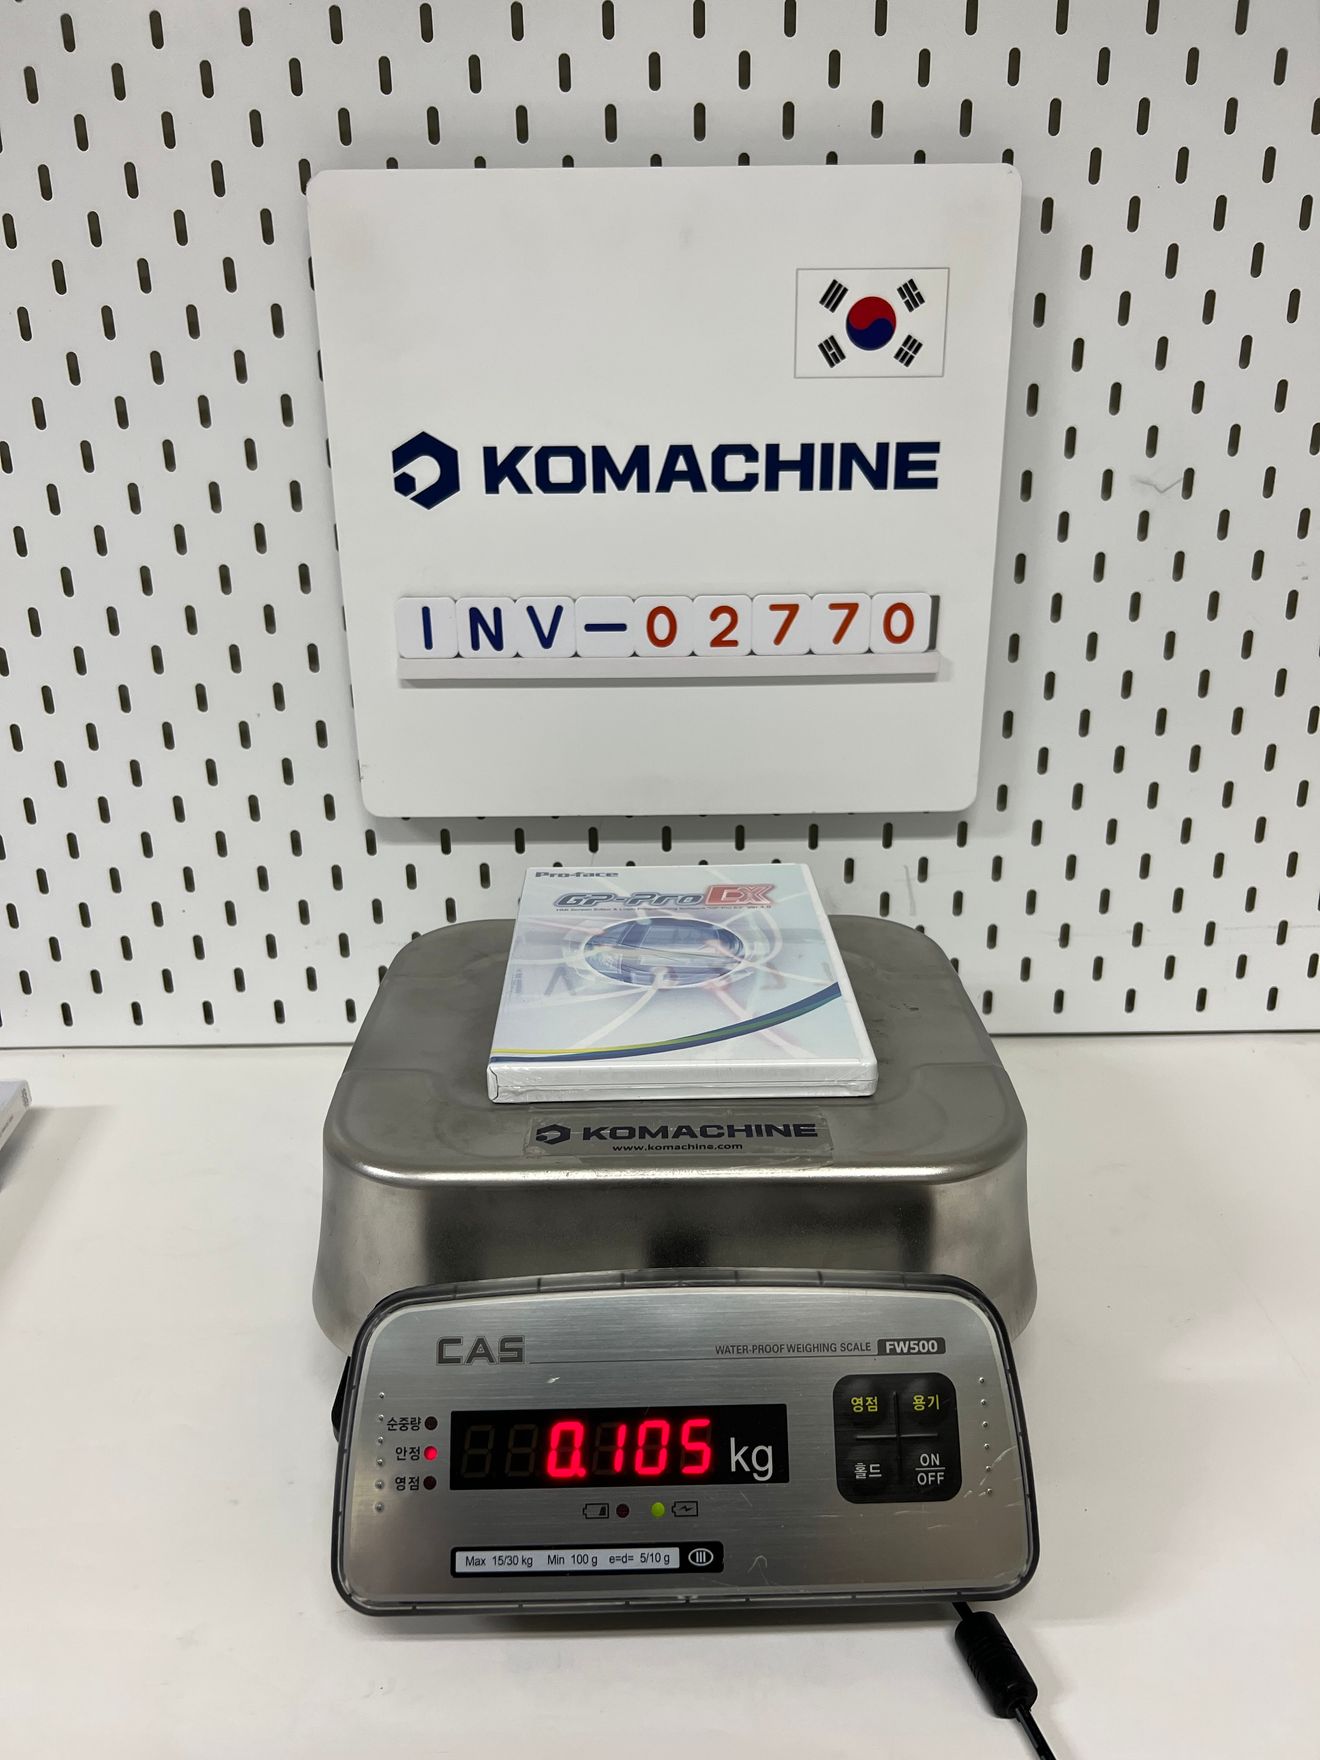 KOMACHINE
INV-02770
Pro-face
GP-Pro EX
KOMACHINE
www.komachine.com
CAS
WATER-PROOF WEIGHING SCALE FW500
순중량
안정
영점
0.105 kg
영점 용기
홀드 ON
OFF
Max 15/30 kg Min 100 g e=d= 5/10 g III